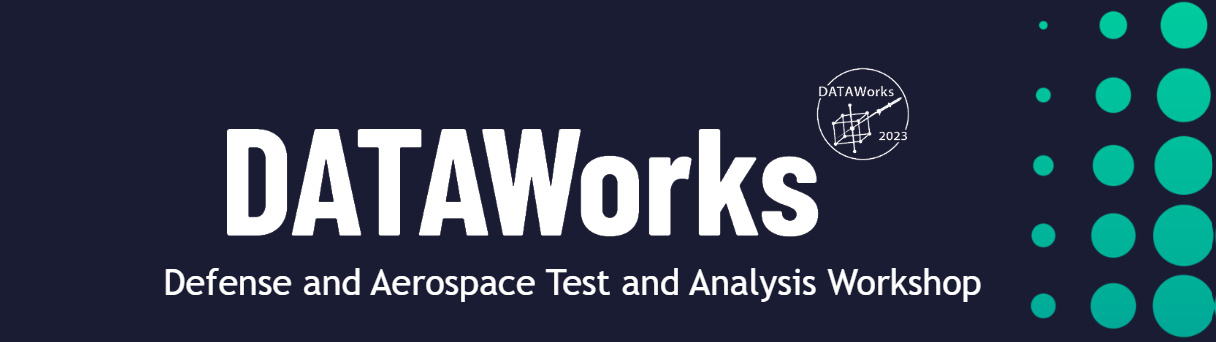 DATAWorks
2023
DATAWorks
Defense and Aerospace Test and Analysis Workshop